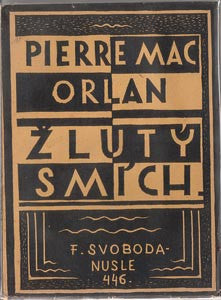 PIERRE MAC
ORLAN
ŽLUTÝ
SMÍCH.
F. SVOBODA-
NUSLE
446.